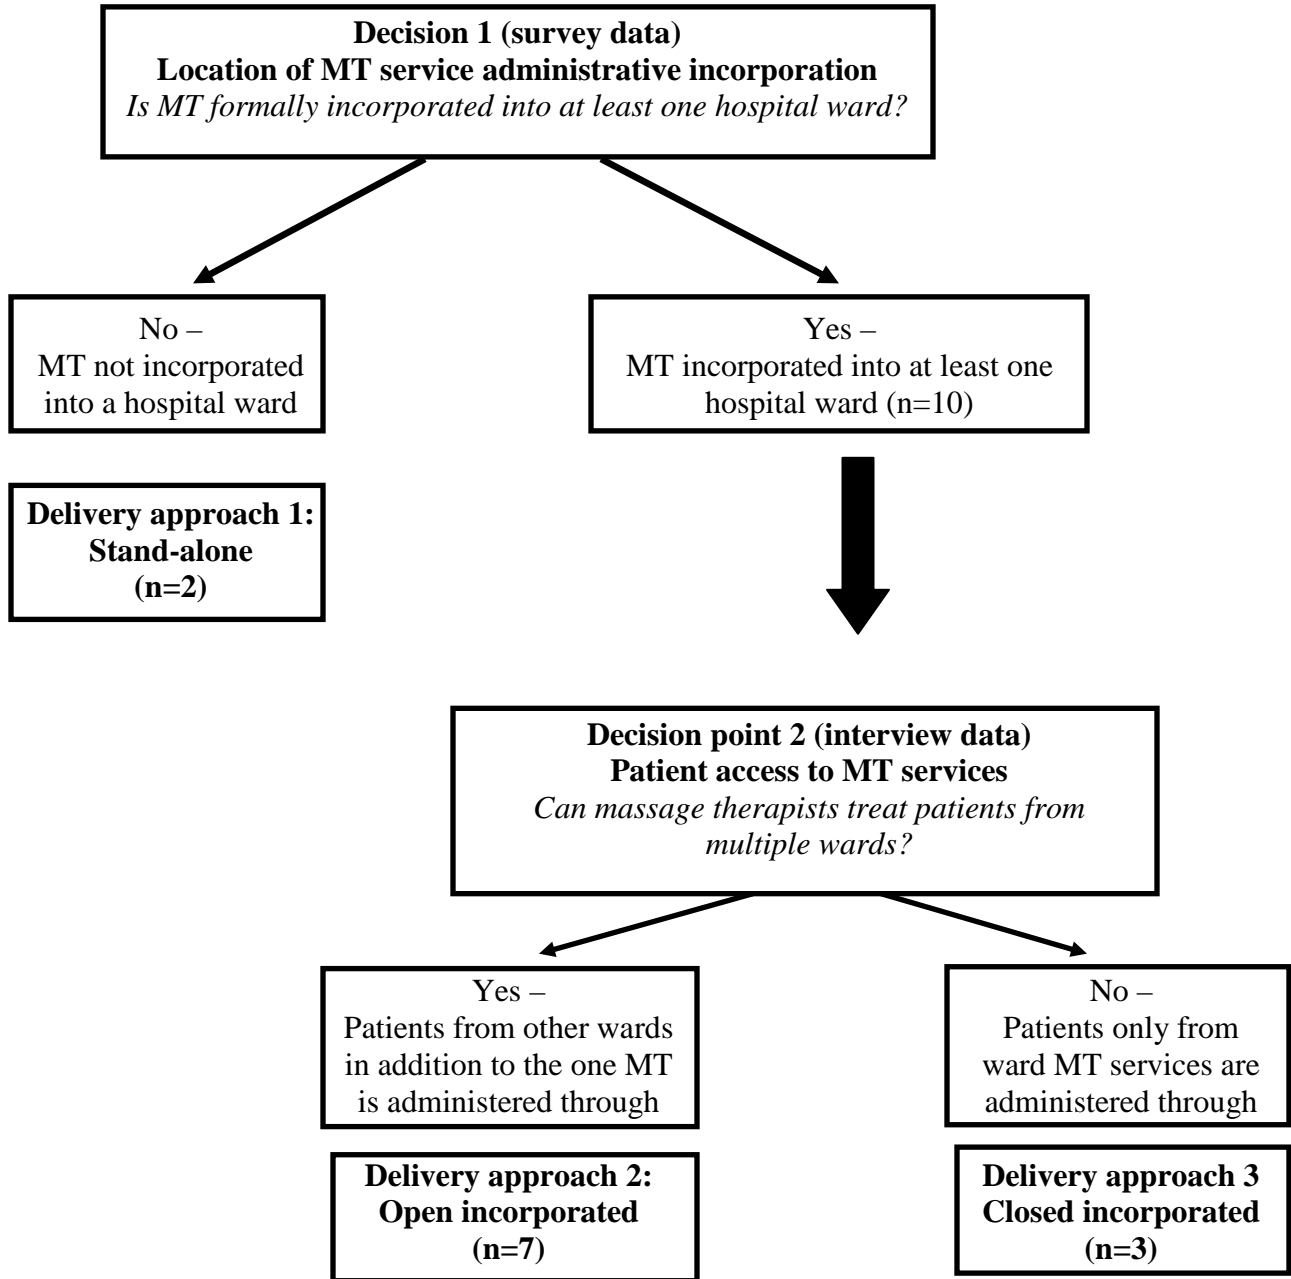 Decision 1 (survey data)
Location of MT service administrative incorporation
Is MT formally incorporated into at least one hospital ward?
No –
MT not incorporated
into a hospital ward
Yes –
MT incorporated into at least one
hospital ward (n=10)
Delivery approach 1:
Stand-alone
(n=2)
Decision point 2 (interview data)
Patient access to MT services
Can massage therapists treat patients from
multiple wards?
Yes –
Patients from other wards
in addition to the one MT
is administered through
No –
Patients only from
ward MT services are
administered through
Delivery approach 2:
Open incorporated
(n=7)
Delivery approach 3
Closed incorporated
(n=3)